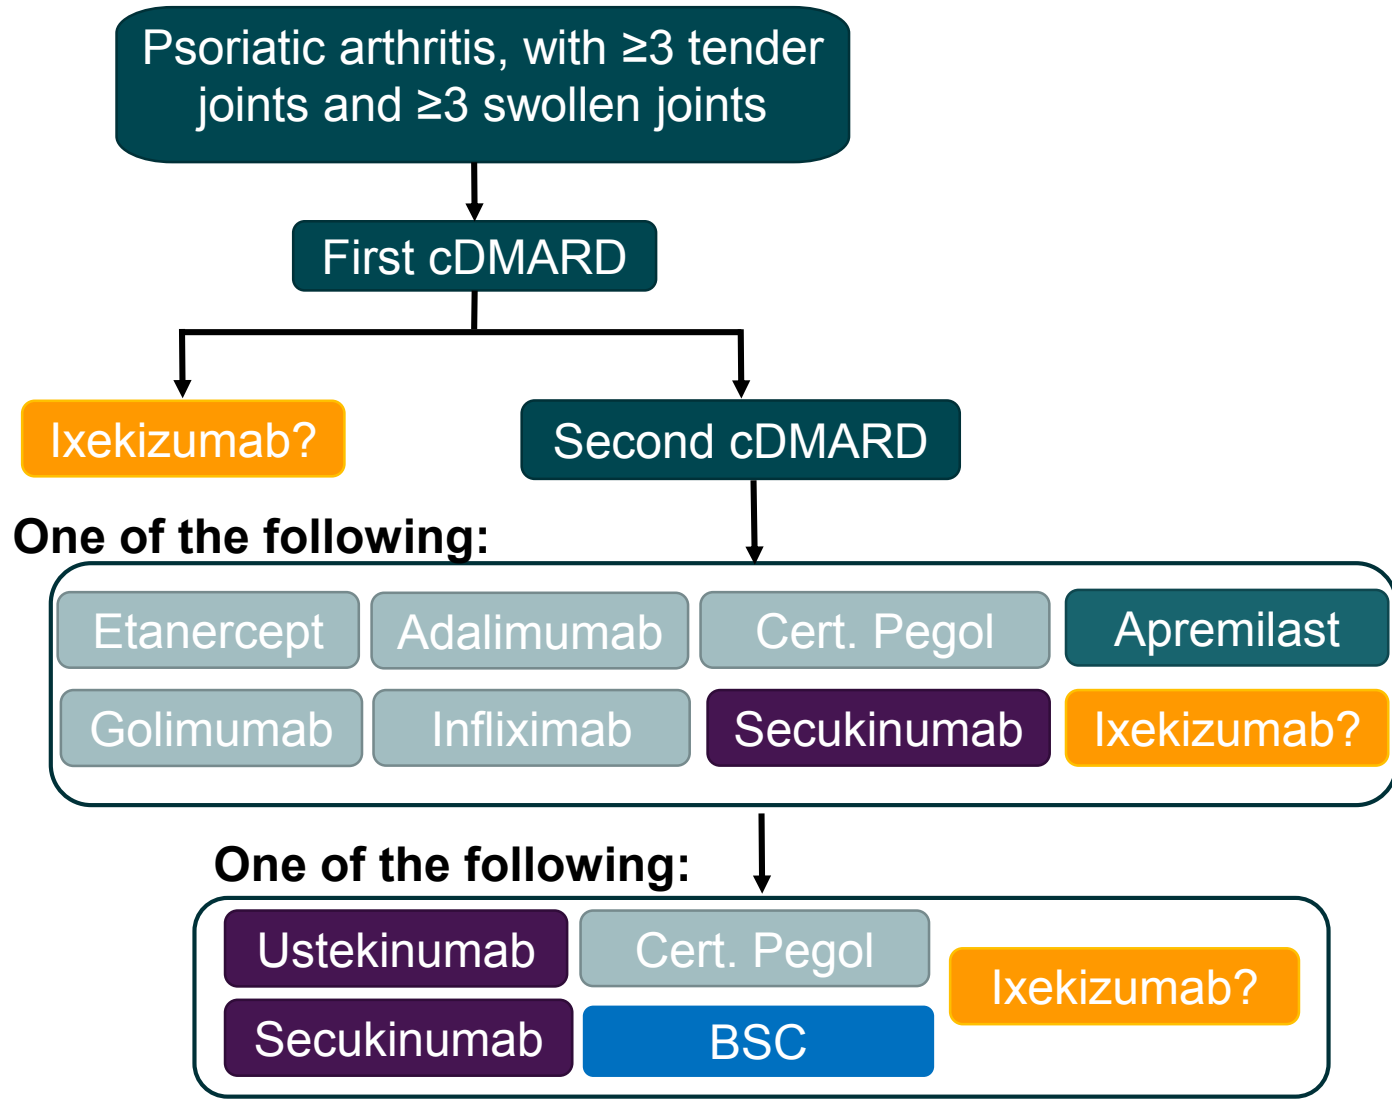 Psoriatic arthritis, with ≥3 tender
joints and ≥3 swollen joints
First cDMARD
Ixekizumab?
Second cDMARD
One of the following:
Etanercept
Adalimumab
Cert. Pegol
Apremilast
Golimumab
Infliximab
Secukinumab
Ixekizumab?
One of the following:
Ustekinumab
Cert. Pegol
Ixekizumab?
Secukinumab
BSC